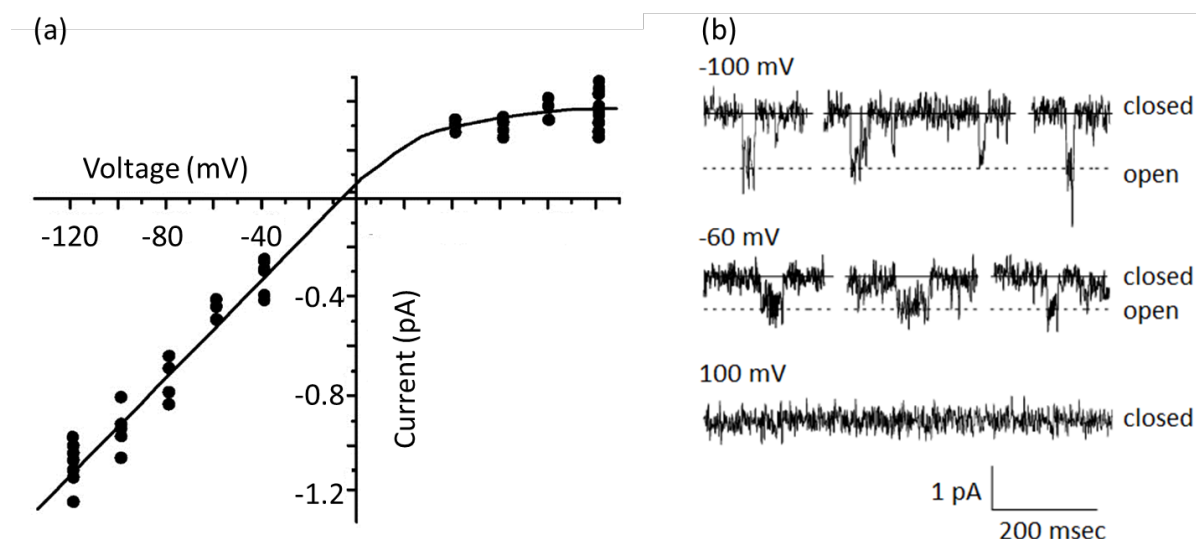 (a)
Voltage (mV)
-120
-80
-40
-0.4
-0.8
-1.2
Current (pA)
(b)
-100 mV
closed
open
-60 mV
closed
open
100 mV
closed
1 pA
200 msec